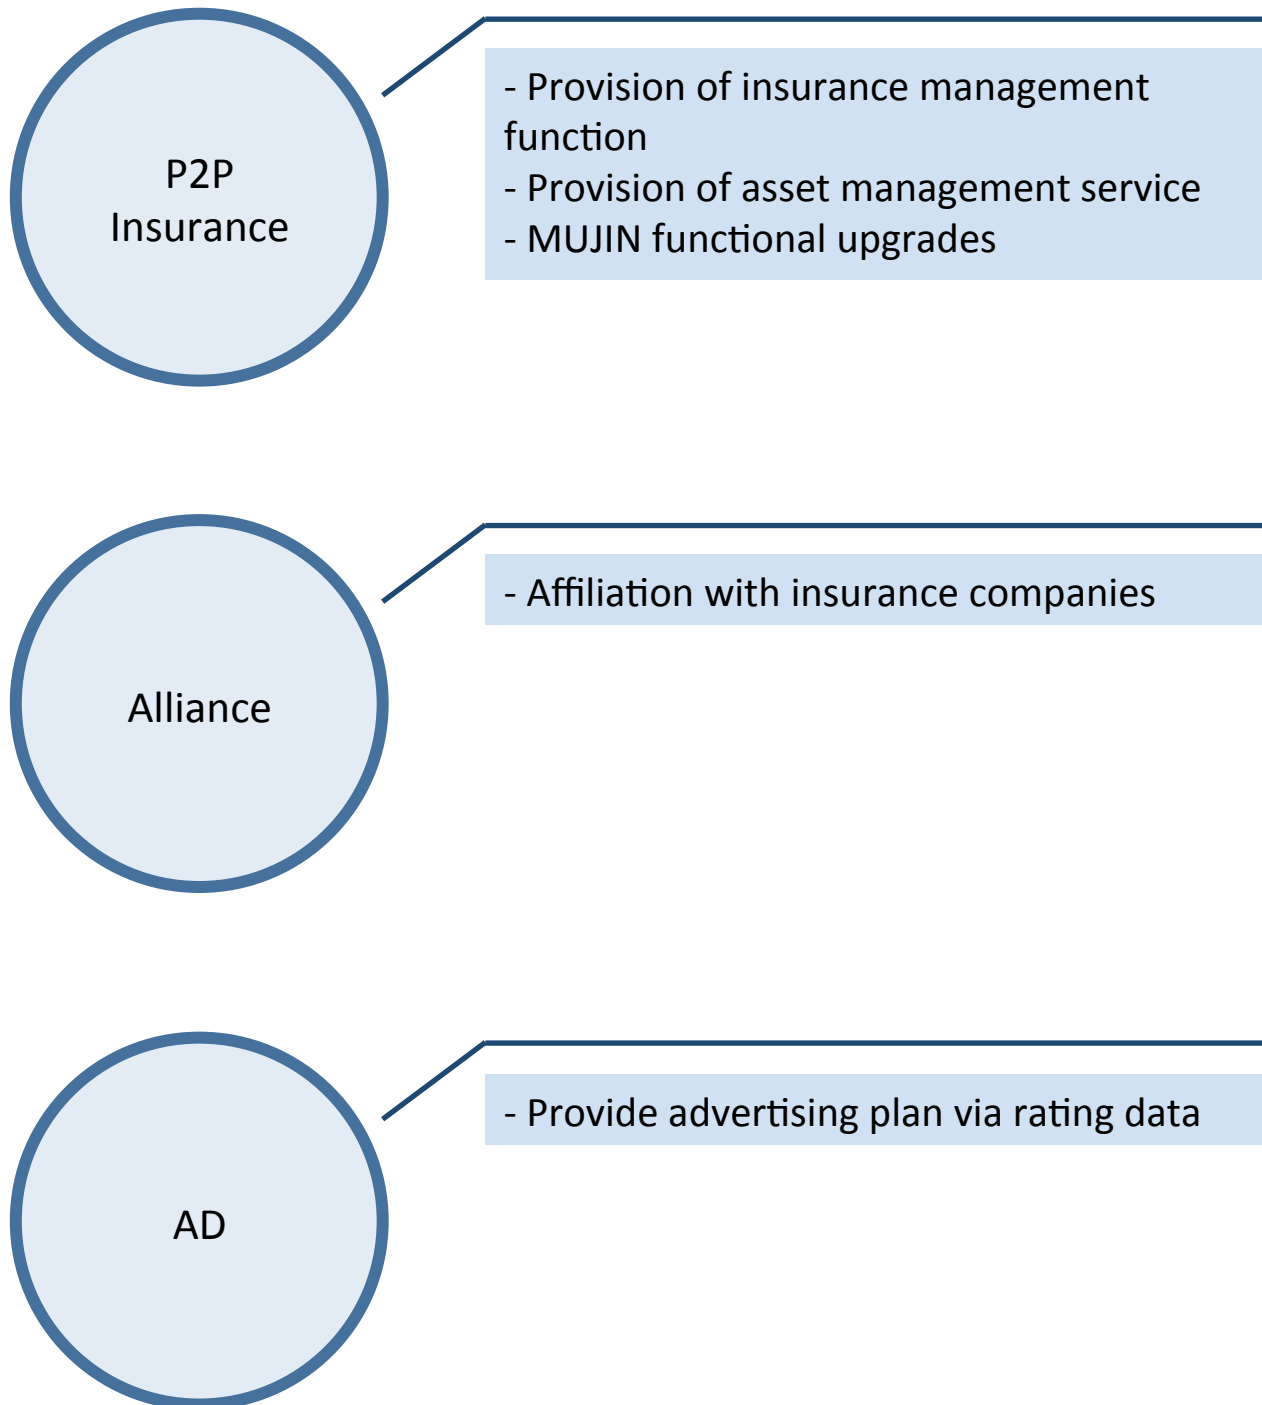 P2P
Insurance
- Provision of insurance management
function
- Provision of asset management service
- MUJIN functional upgrades
Alliance
- Affiliation with insurance companies
AD
- Provide advertising plan via rating data